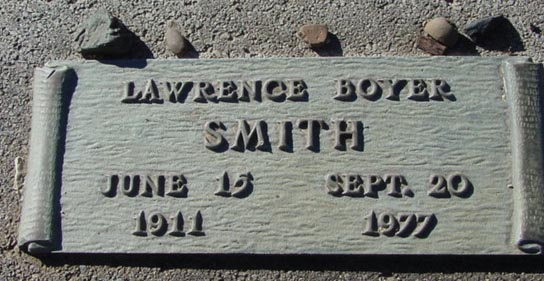 LAWRENCE BOYER
SMITH
JUNE 15 SEPT. 20
1911 1977